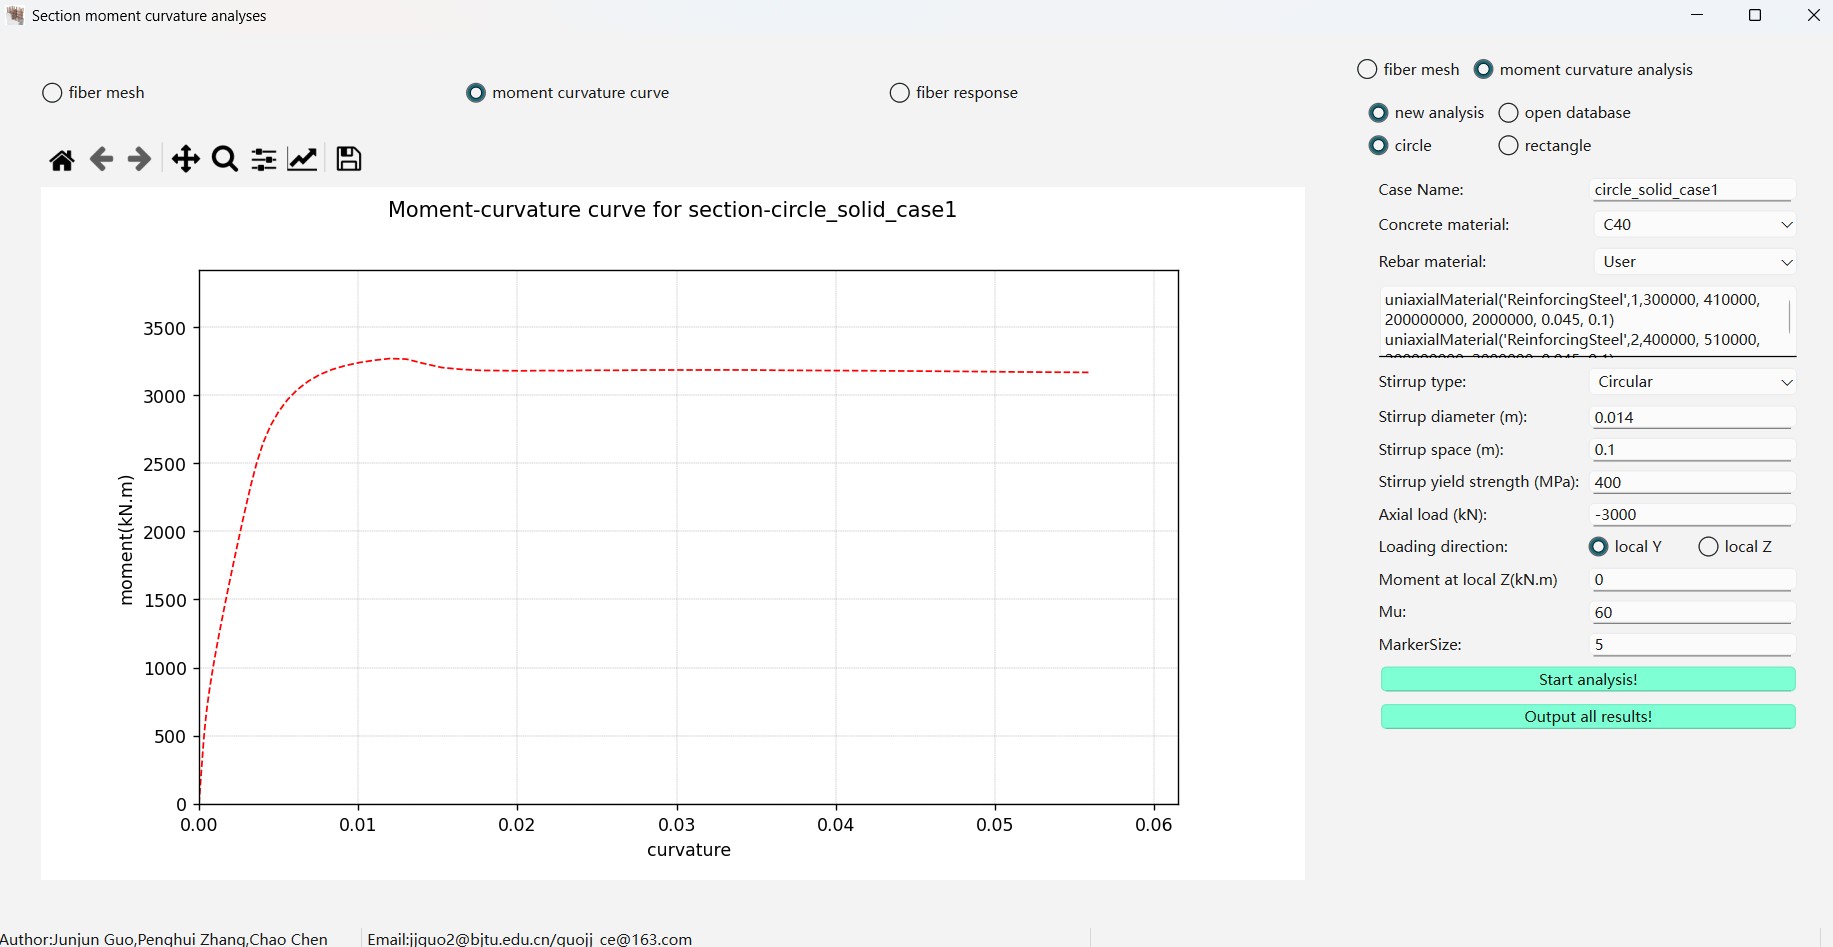 Section moment curvature analyses
fiber mesh
moment curvature curve
fiber response
Moment-curvature curve for section-circle_solid_case1
3500
3000
2500
2000
1500
1000
500
0
moment(kN.m)
0.00 0.01 0.02 0.03 0.04 0.05 0.06
curvature
fiber mesh moment curvature analysis
new analysis open database
circle rectangle
Case Name: circle_solid_case1
Concrete material: C40
Rebar material: User
uniaxialMaterial('ReinforcingSteel',1,300000, 410000,
200000000, 2000000, 0.045, 0.1)
uniaxialMaterial('ReinforcingSteel',2,400000, 510000,
Stirrup type: Circular
Stirrup diameter (m): 0.014
Stirrup space (m): 0.1
Stirrup yield strength (MPa): 400
Axial load (kN): -3000
Loading direction: local Y local Z
Moment at local Z(kN.m) 0
Mu: 60
MarkerSize: 5
Start analysis!
Output all results!
Author:Junjun Guo,Penghui Zhang,Chao Chen
Email:jjguo2@bjtu.edu.cn/guojj_ce@163.com